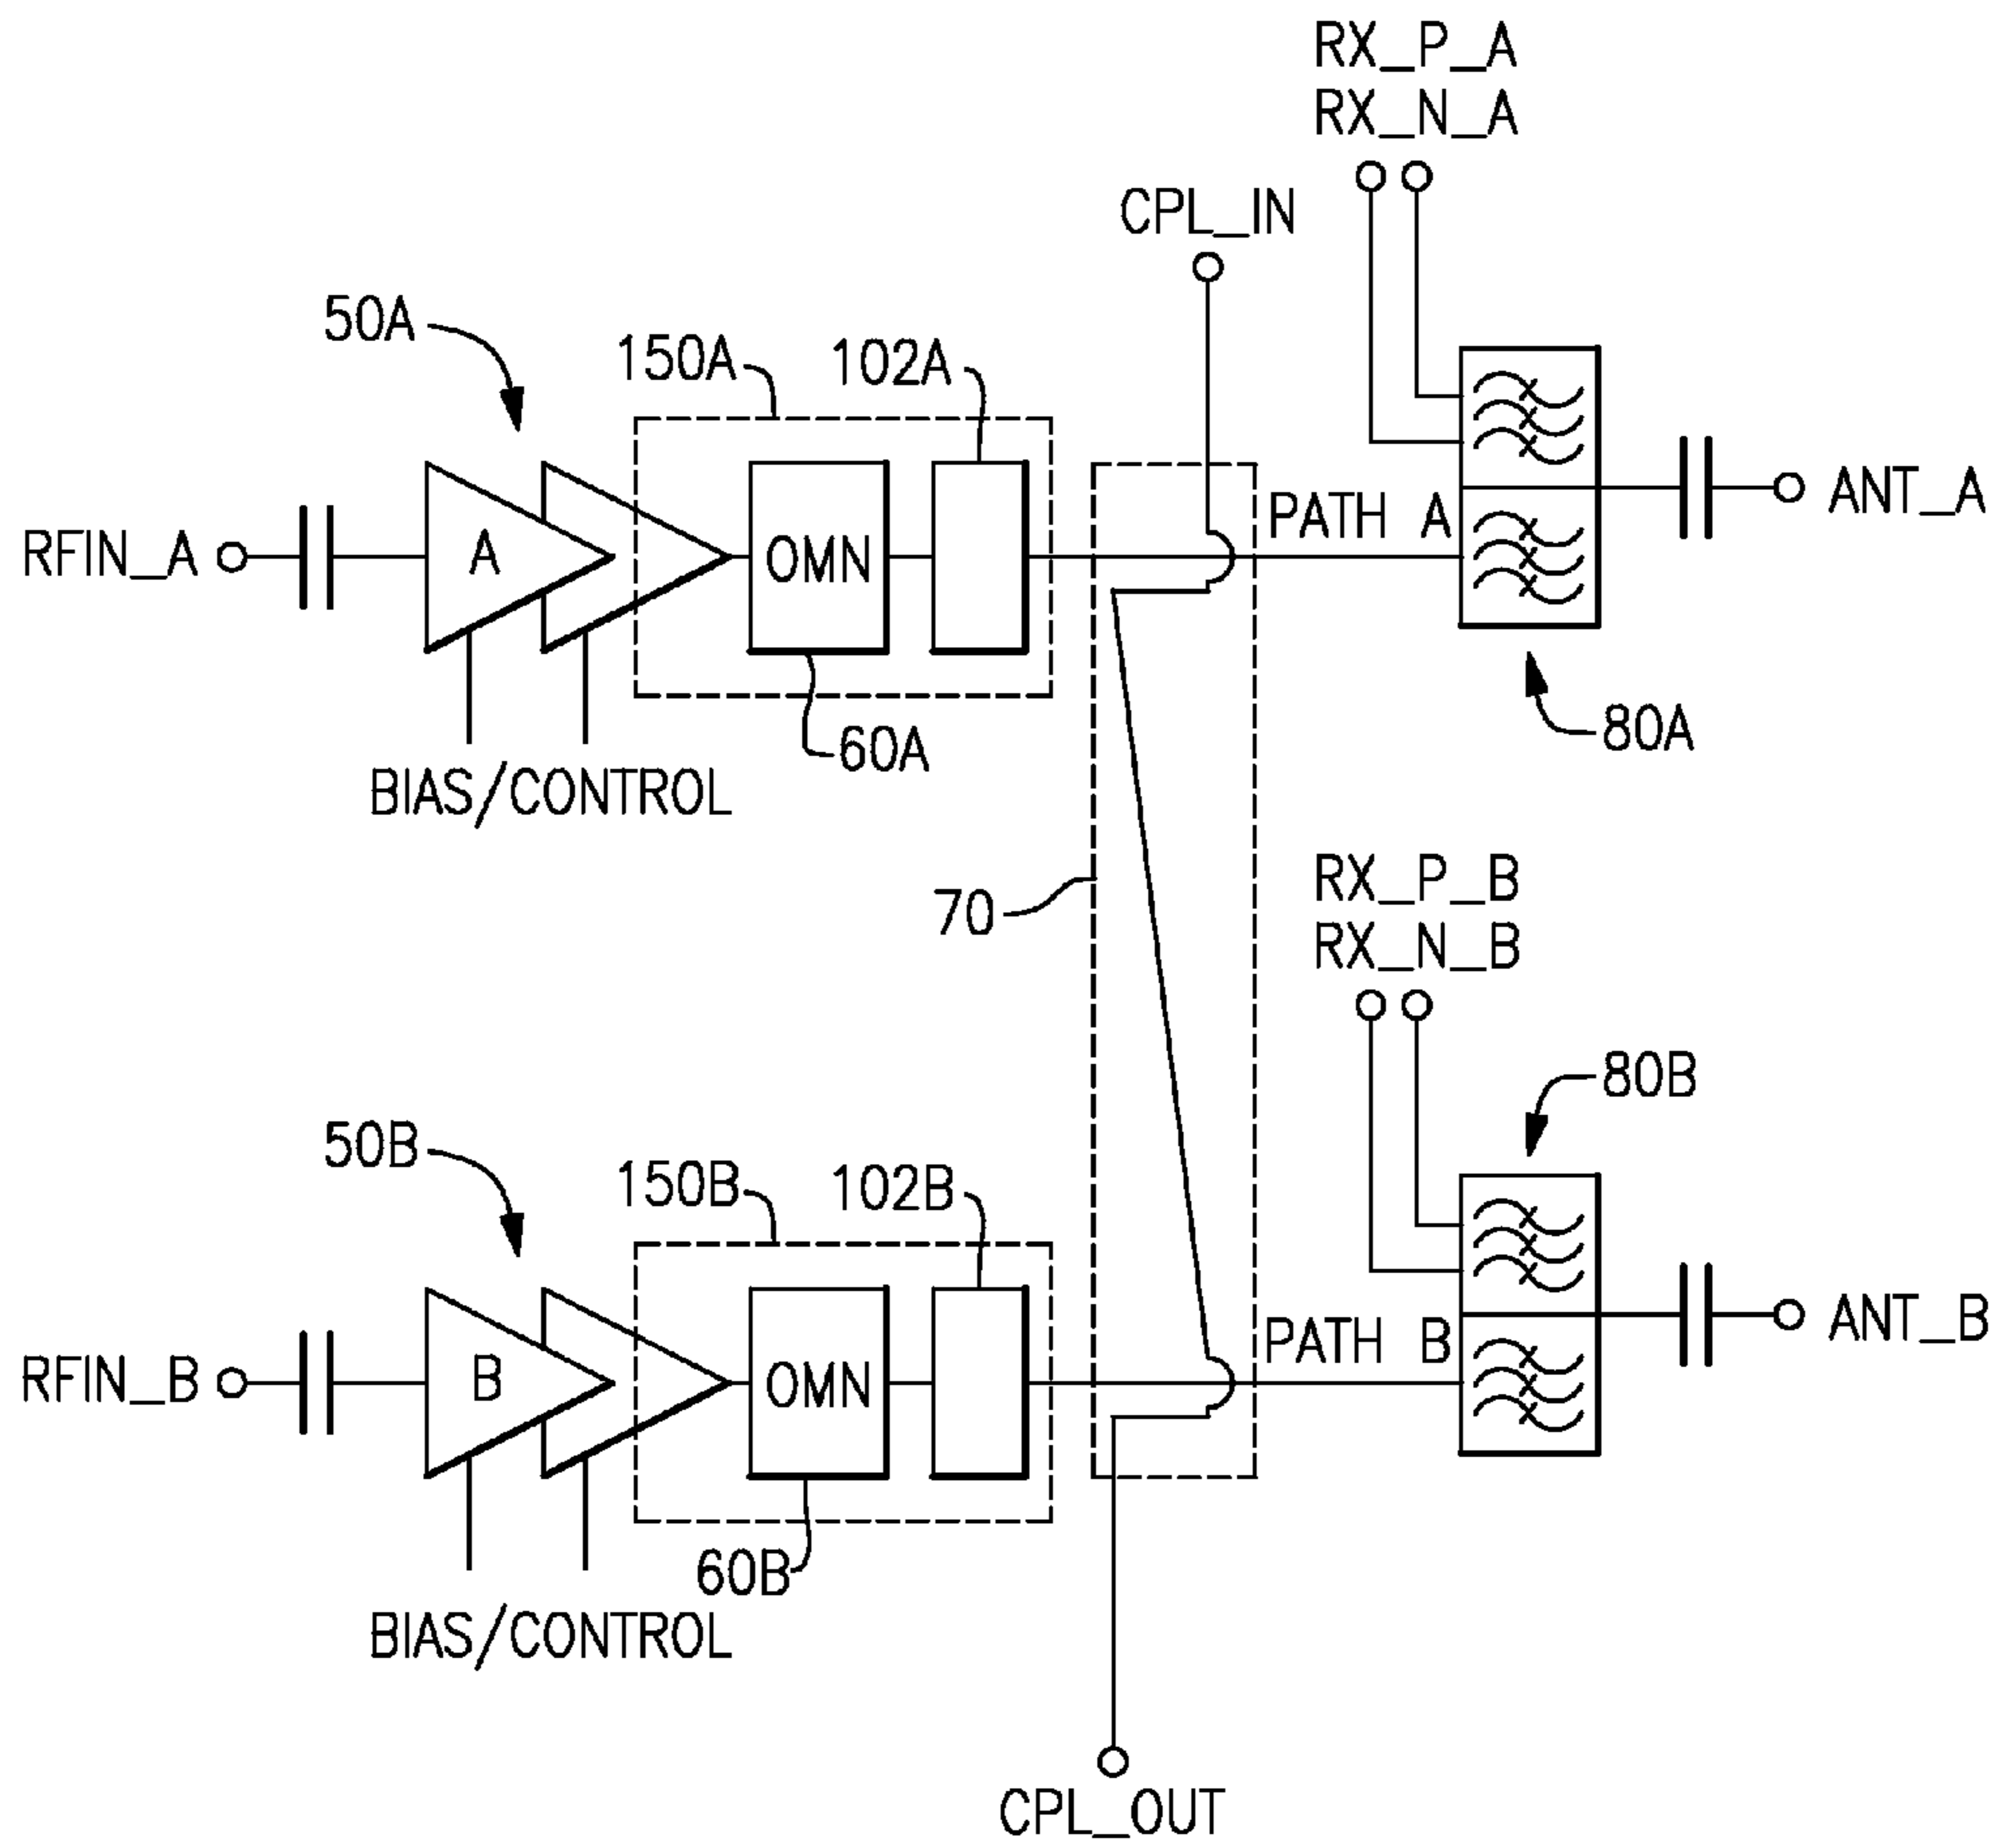 RX_P_A
RX_N_A
CPL_IN
50A
150A
102A
RFIN_A
A
OMN
PATH A
ANT_A
60A
80A
BIAS/CONTROL
70
RX_P_B
RX_N_B
80B
50B
150B
102B
RFIN_B
B
OMN
PATH B
ANT_B
60B
BIAS/CONTROL
CPL_OUT